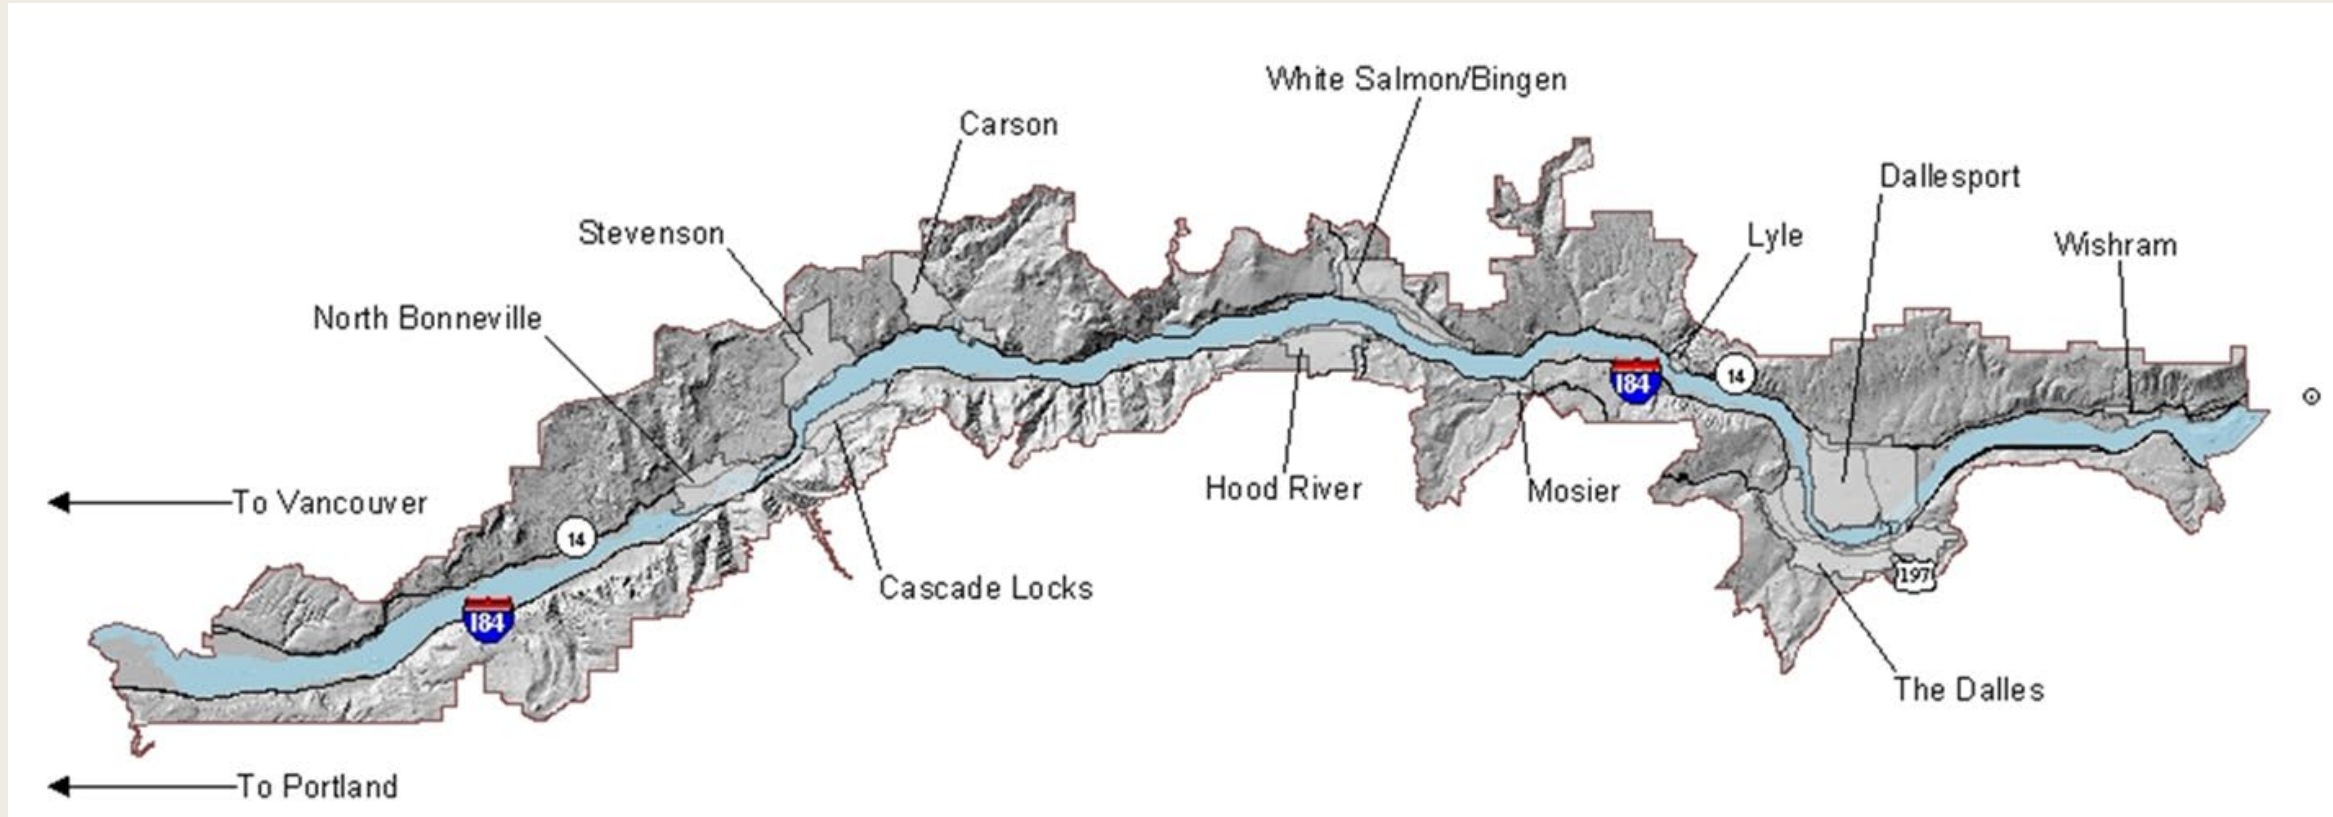 White Salmon/Bingen
Carson
Dallesport
Stevenson
Lyle
Wishram
North Bonneville
14
184
Hood River
Mosier
To Vancouver
14
197
Cascade Locks
184
The Dalles
To Portland